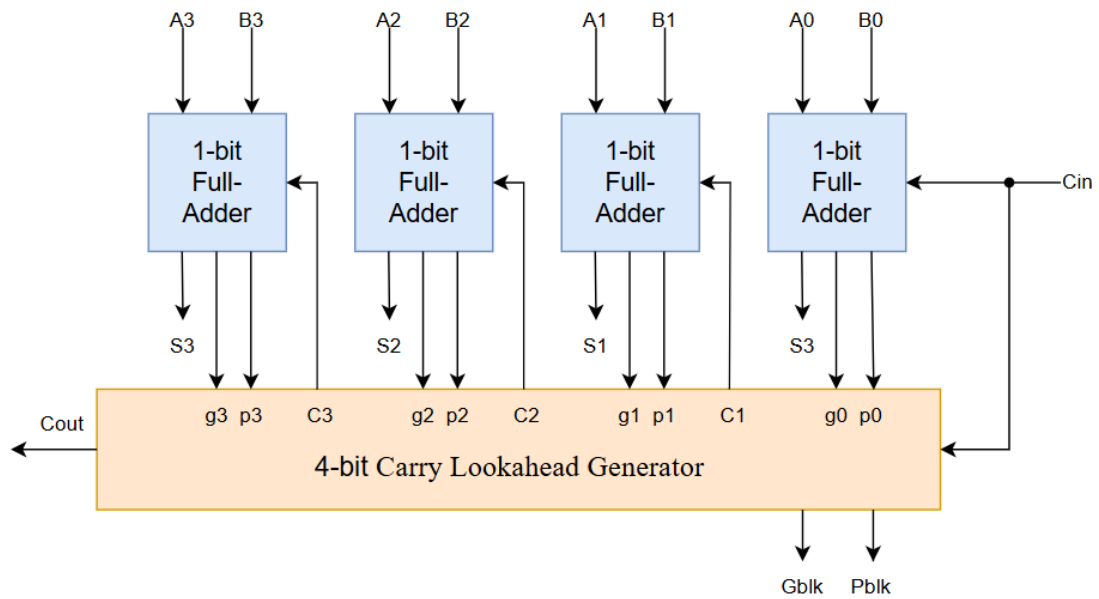 A3 B3 A2 B2 A1 B1 A0 B0
1-bit
Full-
Adder
1-bit
Full-
Adder
1-bit
Full-
Adder
1-bit
Full-
Adder
Cin
S3 S2 S1 S3
g3 p3 C3 g2 p2 C2 g1 p1 C1 g0 p0
Cout
4-bit Carry Lookahead Generator
Gblk Pblk